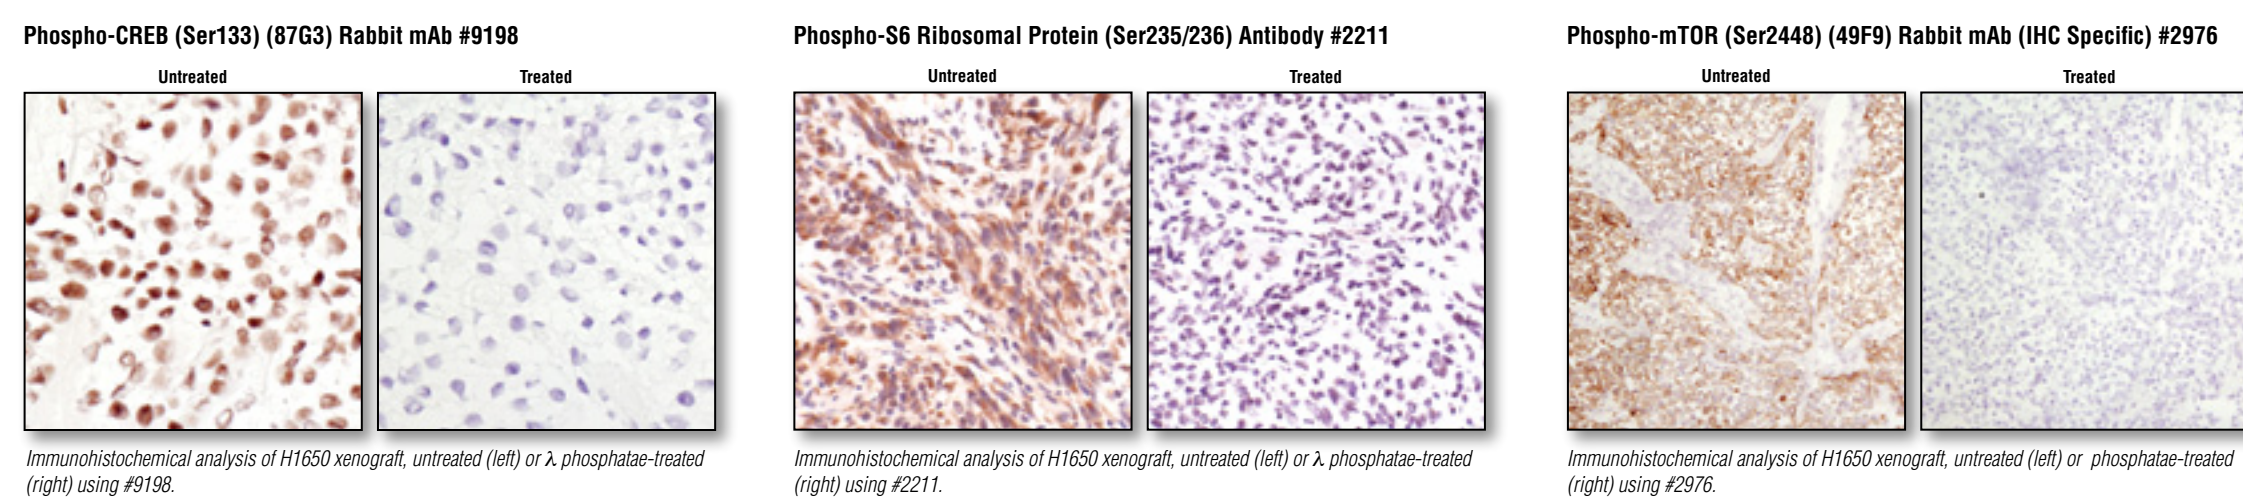 Phospho-CREB (Ser133) (87G3) Rabbit mAb #9198
Untreated
Treated
Immunohistochemical analysis of H1650 xenograft, untreated (left) or λ phosphatae-treated
(right) using #9198.
Phospho-S6 Ribosomal Protein (Ser235/236) Antibody #2211
Untreated
Treated
Immunohistochemical analysis of H1650 xenograft, untreated (left) or λ phosphatae-treated
(right) using #2211.
Phospho-mTOR (Ser2448) (49F9) Rabbit mAb (IHC Specific) #2976
Untreated
Treated
Immunohistochemical analysis of H1650 xenograft, untreated (left) or phosphatae-treated
(right) using #2976.